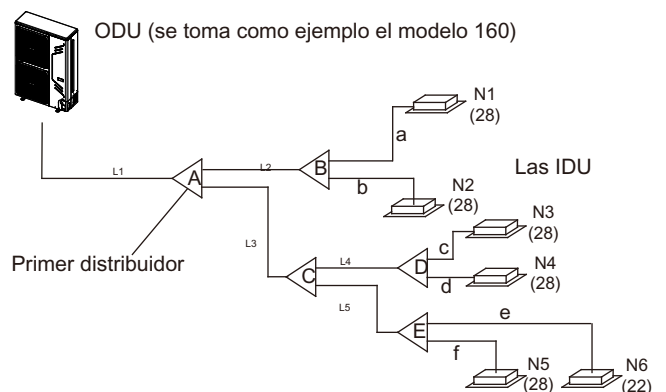 ODU (se toma como ejemplo el modelo 160)
N1
(28)
a
L1
A
L2
B
b
N2
(28)
Las IDU
L3
Primer distribuidor
C
L4
D
c
N3
(28)
d
N4
(28)
L5
E
e
f
N5
(28)
N6
(22)